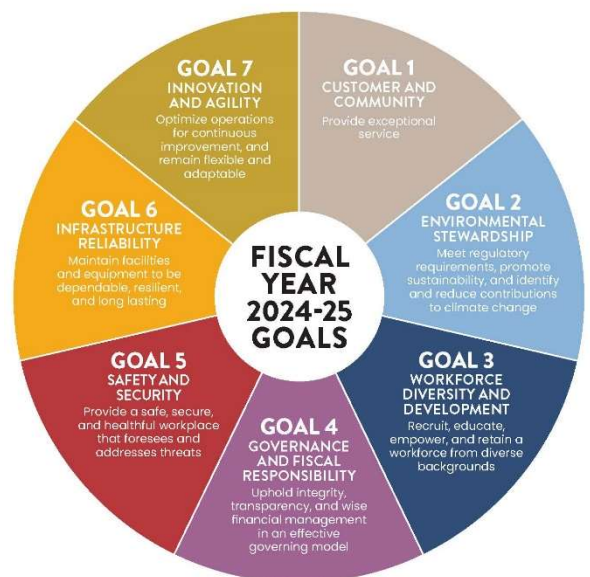 FISCAL
YEAR
2024-25
GOALS
GOAL 1
CUSTOMER AND
COMMUNITY
Provide exceptional
service
GOAL 2
ENVIRONMENTAL
STEWARDSHIP
Meet regulatory
requirements, promote
sustainability, and identify
and reduce contributions
to climate change
GOAL 3
WORKFORCE
DIVERSITY AND
DEVELOPMENT
Recruit, educate,
empower, and retain a
workforce from diverse
backgrounds
GOAL 4
GOVERNANCE
AND FISCAL
RESPONSIBILITY
Uphold integrity,
transparency, and wise
financial management
in an effective
governing model
GOAL 5
SAFETY AND
SECURITY
Provide a safe, secure,
and healthful workplace
that foresees and
addresses threats
GOAL 6
INFRASTRUCTURE
RELIABILITY
Maintain facilities
and equipment to be
dependable, resilient,
and long lasting
GOAL 7
INNOVATION
AND AGILITY
Optimize operations
for continuous
improvement, and
remain flexible and
adaptable